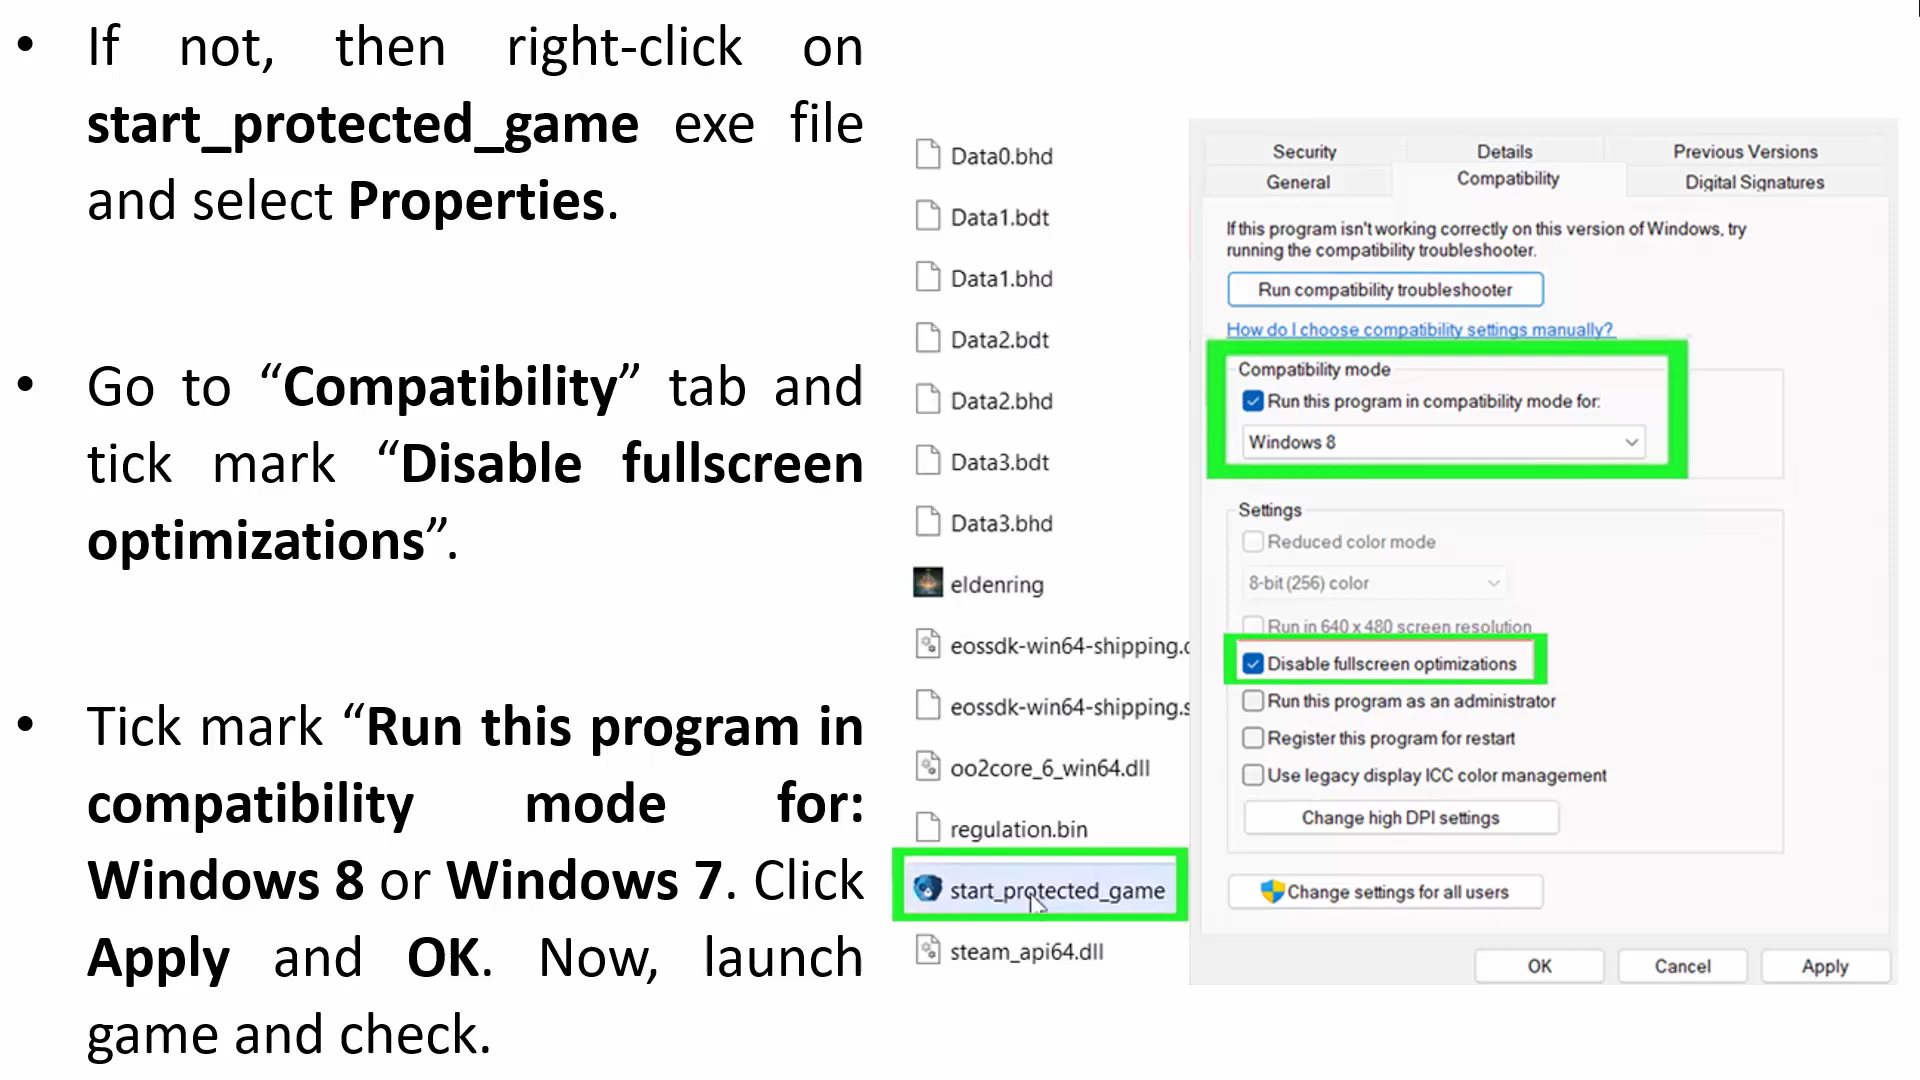 • If not, then right-click on
start_protected_game exe file
and select Properties.
• Go to “Compatibility” tab and
tick mark “Disable fullscreen
optimizations”.
• Tick mark “Run this program in
compatibility mode for:
Windows 8 or Windows 7. Click
Apply and OK. Now, launch
game and check.
Data0.bhd
Data1.bdt
Data1.bhd
Data2.bdt
Data2.bhd
Data3.bdt
Data3.bhd
eldenring
eossdk-win64-shipping.
eossdk-win64-shipping.s
oo2core_6_win64.dll
regulation.bin
start_protected_game
steam_api64.dll
Security Details Previous Versions
General Compatibility Digital Signatures
If this program isn't working correctly on this version of Windows, try
running the compatibility troubleshooter.
Run compatibility troubleshooter
How do I choose compatibility settings manually?
Compatibility mode
Run this program in compatibility mode for:
Windows 8
Settings
Reduced color mode
8-bit (256) color
Run in 640 x 480 screen resolution
Disable fullscreen optimizations
Run this program as an administrator
Register this program for restart
Use legacy display ICC color management
Change high DPI settings
Change settings for all users
OK Cancel Apply